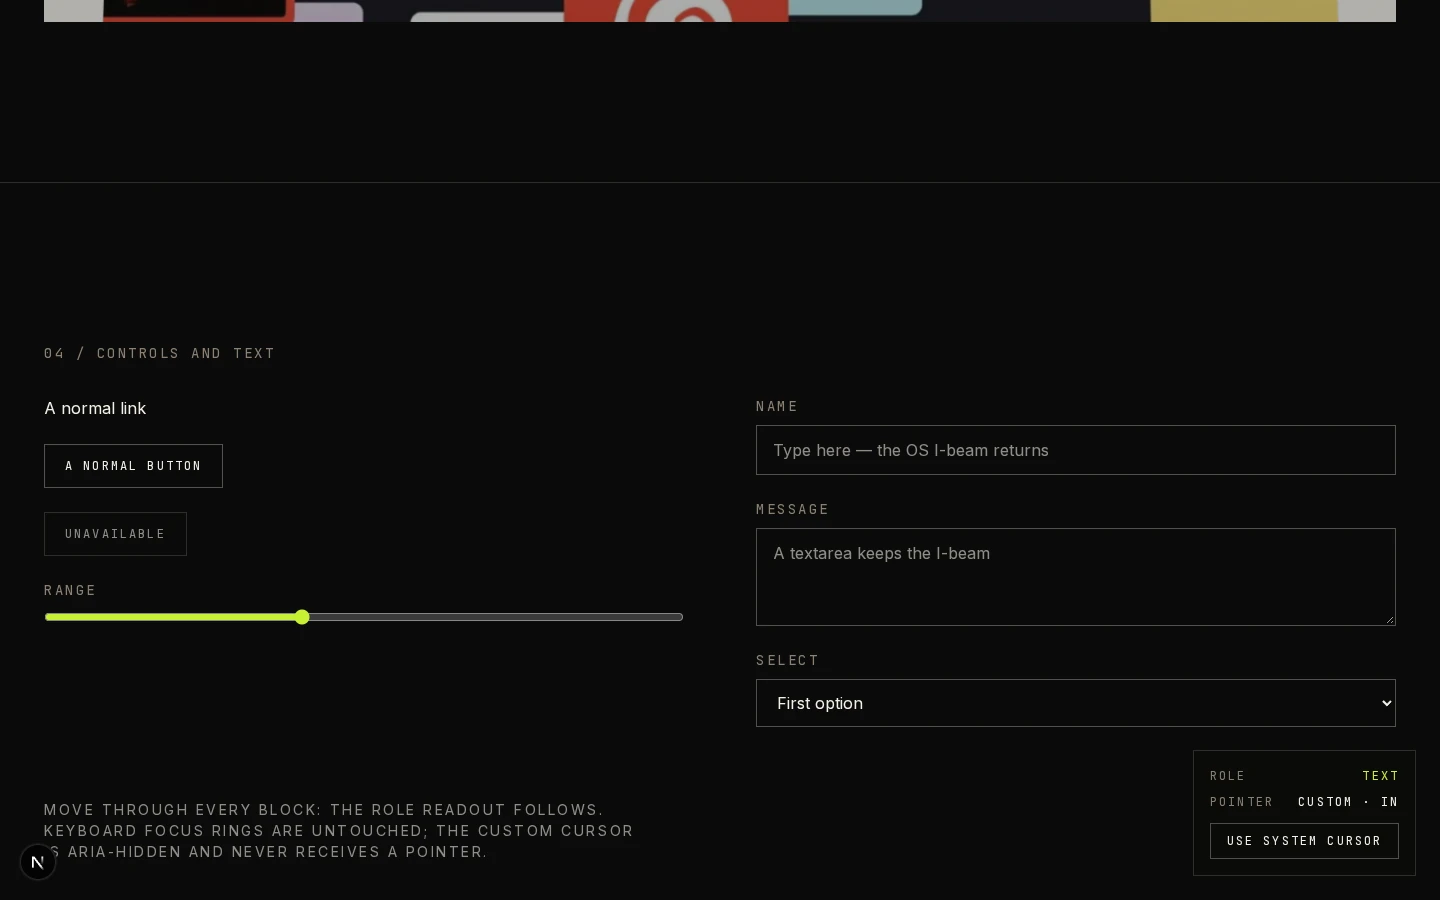 04 / CONTROLS AND TEXT
A normal link
A NORMAL BUTTON
UNAVAILABLE
RANGE
NAME
Type here — the OS I-beam returns
MESSAGE
A textarea keeps the I-beam
SELECT
First option
MOVE THROUGH EVERY BLOCK: THE ROLE READOUT FOLLOWS.
KEYBOARD FOCUS RINGS ARE UNTOUCHED; THE CUSTOM CURSOR
S ARIA-HIDDEN AND NEVER RECEIVES A POINTER.
N
ROLE TEXT
POINTER CUSTOM · IN
USE SYSTEM CURSOR